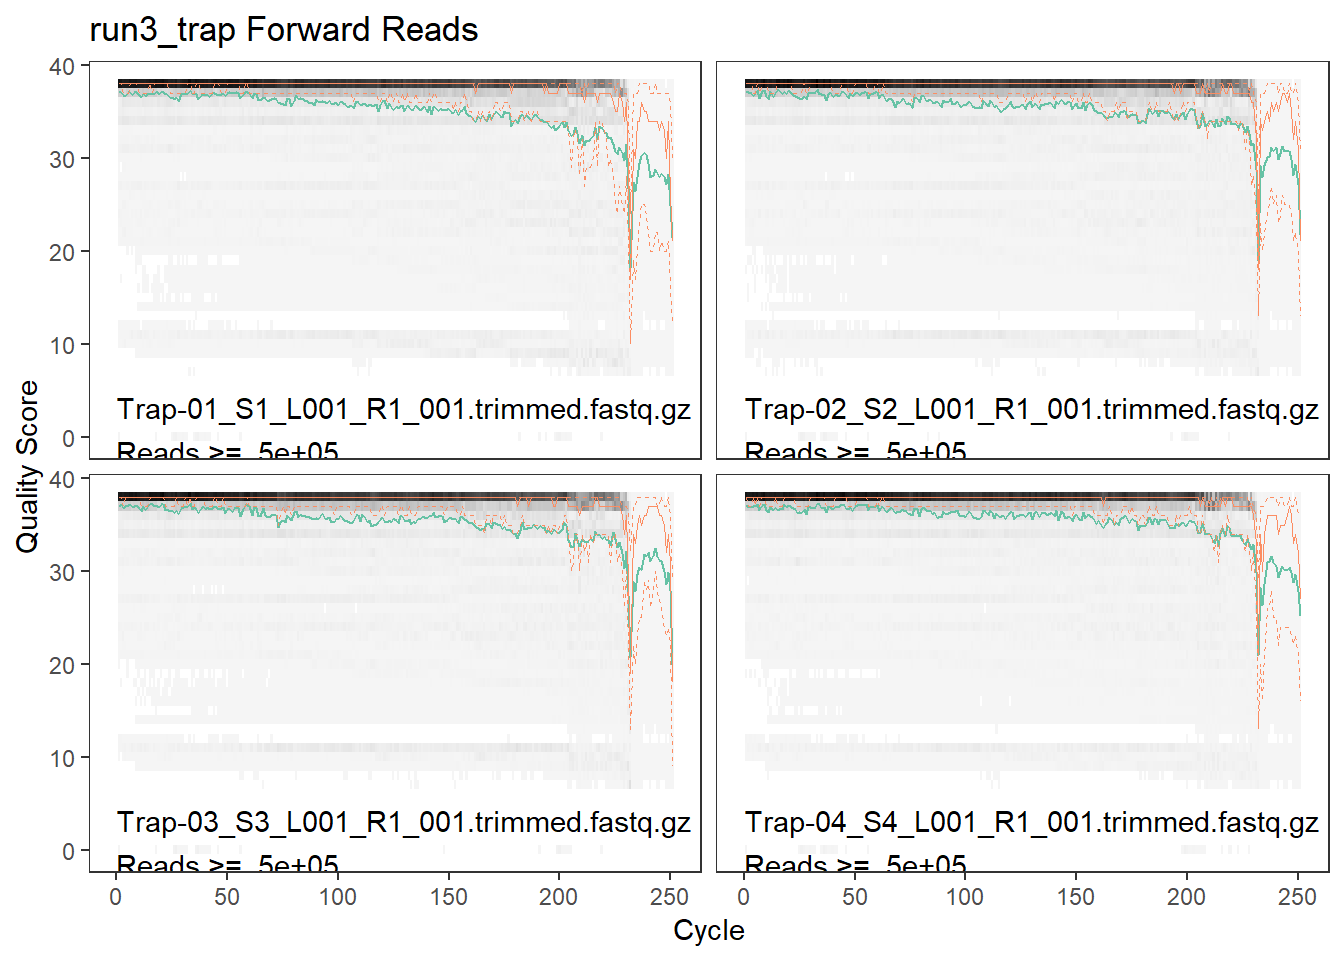 run3_trap Forward Reads
40
30
20
10
0
Trap-01_S1_L001_R1_001.trimmed.fastq.gz
Reads >= 5e+05
Trap-02_S2_L001_R1_001.trimmed.fastq.gz
Reads >= 5e+05
Quality Score
40
30
20
10
0
Trap-03_S3_L001_R1_001.trimmed.fastq.gz
Reads >= 5e+05
Trap-04_S4_L001_R1_001.trimmed.fastq.gz
Reads >= 5e+05
0 50 100 150 200 250 0 50 100 150 200 250
Cycle